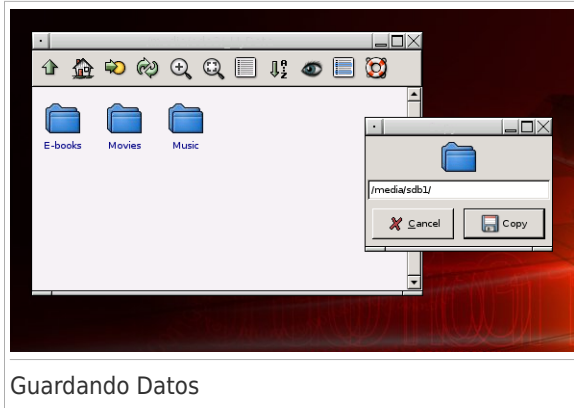 E-books
Movies
Music
/media/sdb1/
Cancel
Copy
Guardando Datos